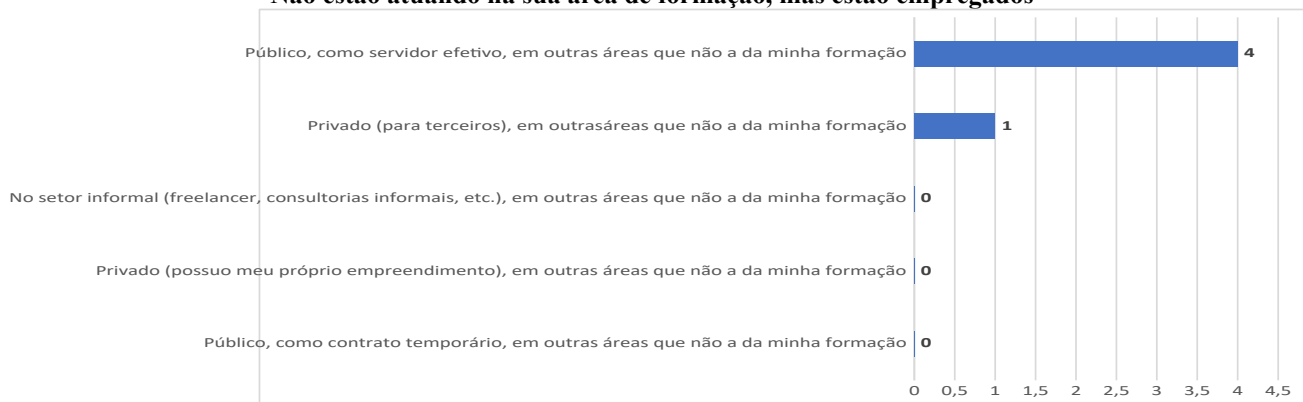 Não estão atuando na sua área de formação, mas estão empregados
Público, como servidor efetivo, em outras áreas que não a da minha formação
4
Privado (para terceiros), em outrasáreas que não a da minha formação
1
No setor informal (freelancer, consultorias informais, etc.), em outras áreas que não a da minha formação
0
Privado (possuo meu próprio empreendimento), em outras áreas que não a da minha formação
0
Público, como contrato temporário, em outras áreas que não a da minha formação
0
0 0,5 1 1,5 2 2,5 3 3,5 4 4,5